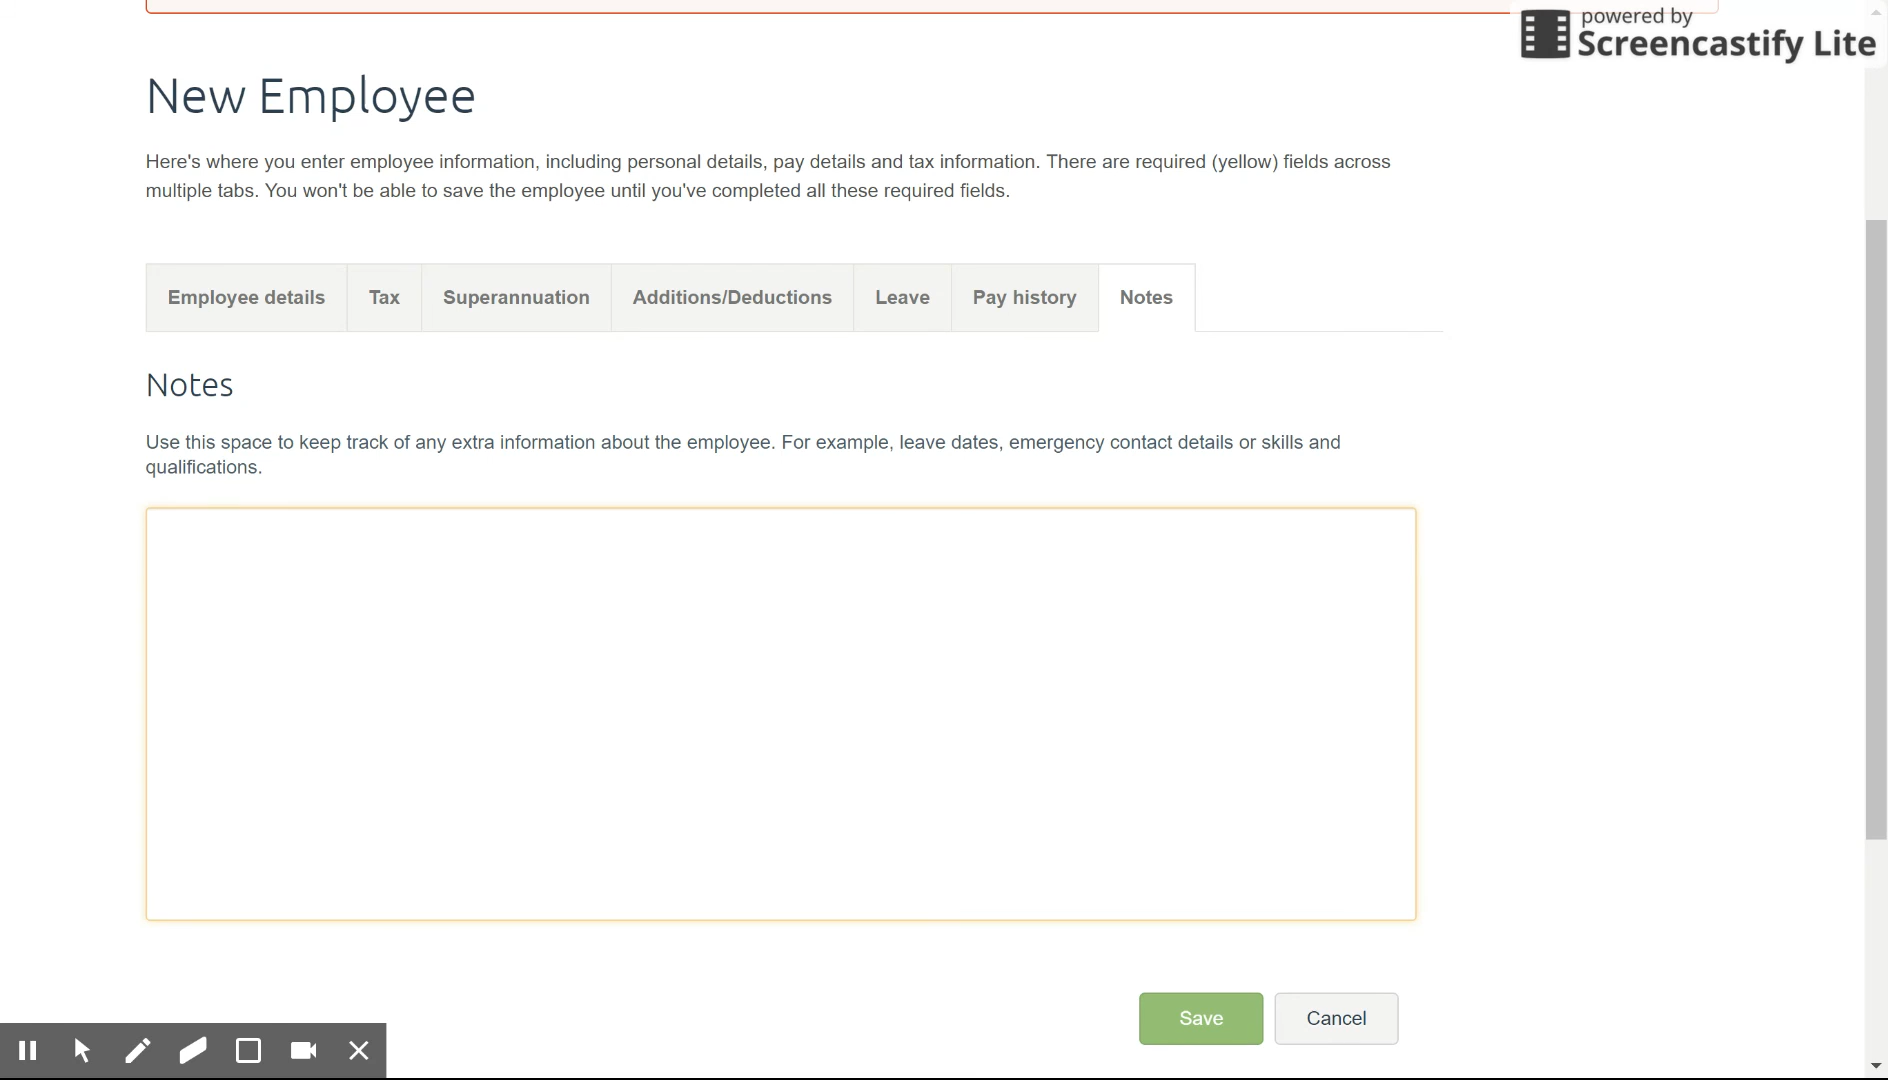 powered by
Screencastify Lite
New Employee
Here's where you enter employee information, including personal details, pay details and tax information. There are required (yellow) fields across
multiple tabs. You won't be able to save the employee until you've completed all these required fields.
Employee details Tax Superannuation Additions/Deductions Leave Pay history Notes
Notes
Use this space to keep track of any extra information about the employee. For example, leave dates, emergency contact details or skills and
qualifications.
Save Cancel